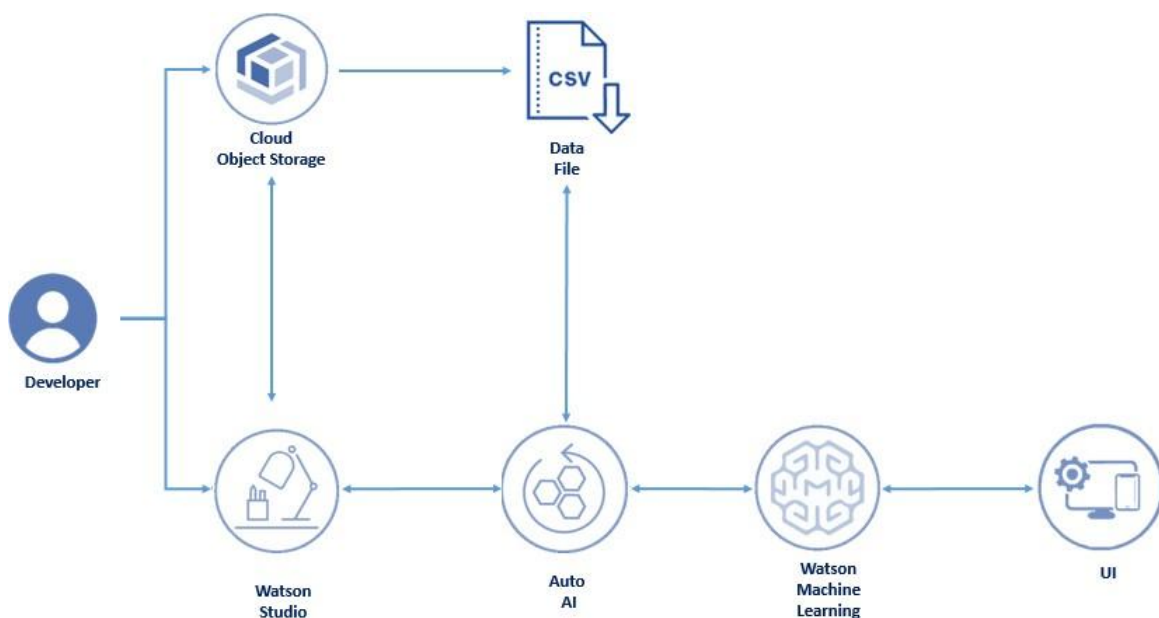 CSV
Cloud
Object Storage
Data
File
Developer
Watson
Studio
Auto
AI
Watson
Machine
Learning
UI